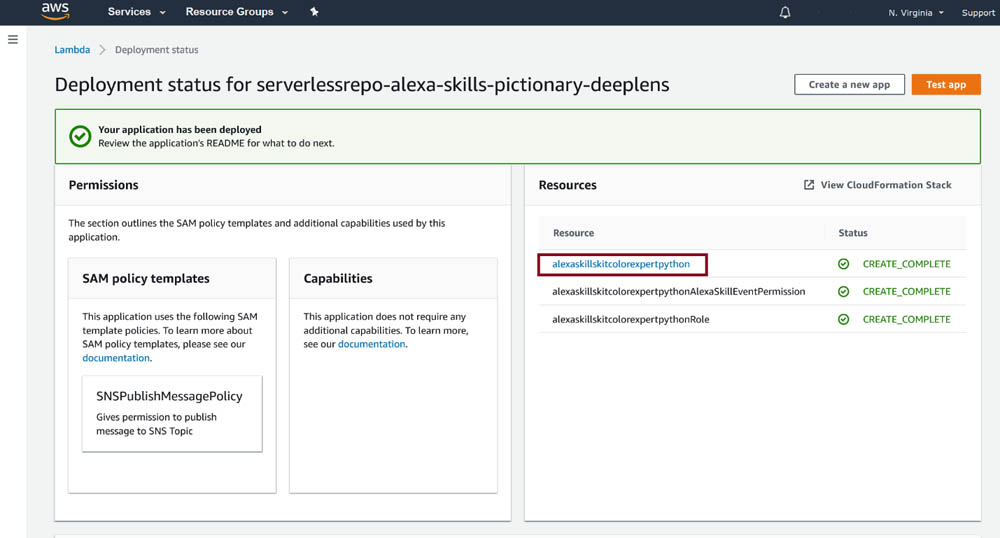 aws
Services
Resource Groups
N. Virginia
Support
Lambda
Deployment status
Deployment status for serverlessrepo-alexa-skills-pictionary-deeplens
Create a new app
Test app
Your application has been deployed
Review the application's README for what to do next.
Permissions
The section outlines the SAM policy templates and additional capabilities used by this
application.
SAM policy templates
This application uses the following SAM
template policies. To learn more about
SAM policy templates, please see our
documentation.
SNSPublishMessagePolicy
Gives permission to publish
message to SNS Topic
Capabilities
This application does not require any
additional capabilities. To learn more,
see our documentation.
Resources
View CloudFormation Stack
Resource
Status
alexaskillskitcolorexpertpython
CREATE_COMPLETE
alexaskillskitcolorexpertpythonAlexaSkillEventPermission
CREATE_COMPLETE
alexaskillskitcolorexpertpythonRole
CREATE_COMPLETE